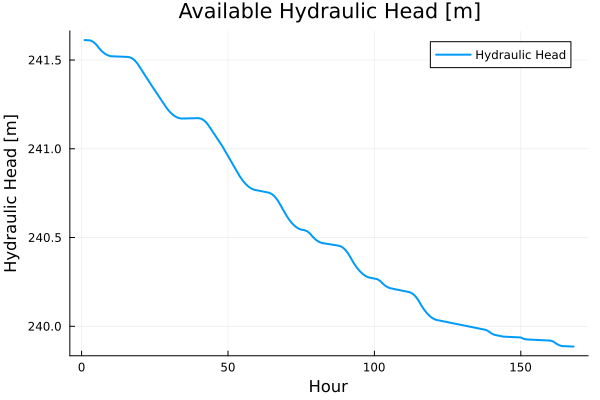 Available Hydraulic Head [m]
Hydraulic Head
Hydraulic Head [m]
241.5
241.0
240.5
240.0
0 50 100 150
Hour